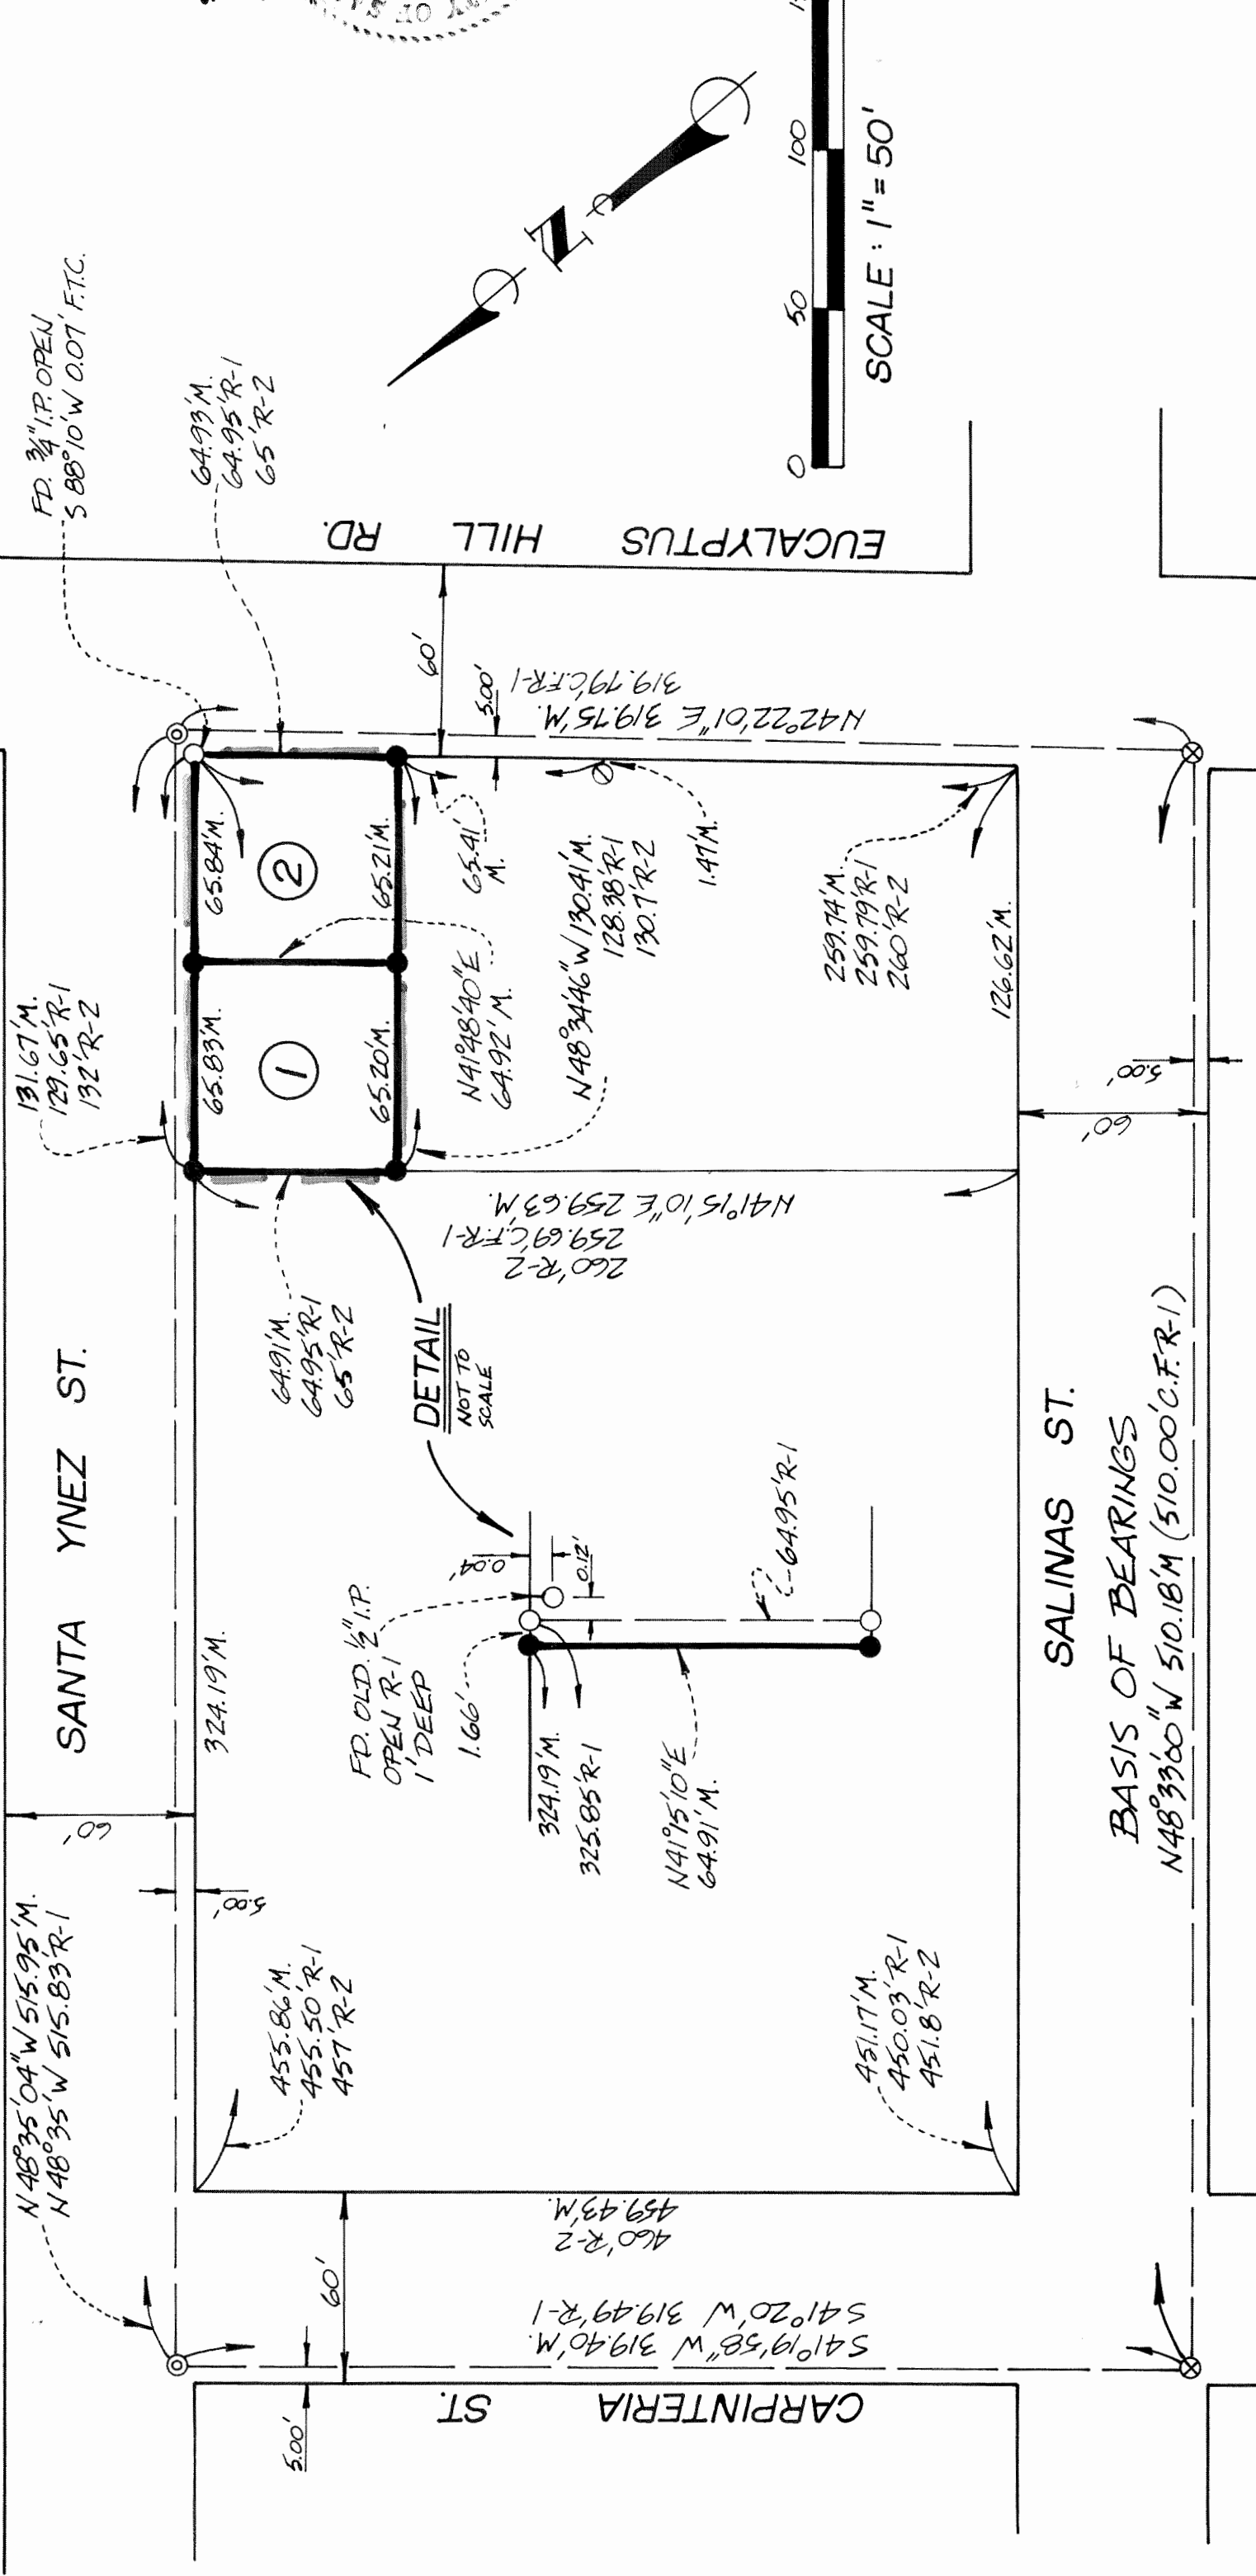 N48°35'04"W 515.95'M.
N48°35'W 515.83'R-1
SANTA YNEZ ST.
131.67'M.
129.65'R-1
132'R-2
FD. 3/4" I.P. OPEN
S 88°10'W 0.07' F.T.C.
60'
5.00'
324.19'M.
65.83'M.
65.84'M.
64.93'M.
64.95'R-1
65'R-2
1
2
455.86'M.
455.50'R-1
457'R-2
64.91'M.
64.95'R-1
65'R-2
65.20'M.
65.21'M.
DETAIL
NOT TO
SCALE
FD. OLD. 1/2" I.P.
OPEN R-1
1' DEEP
1.66'
0.04'
0.12'
324.19'M.
325.85'R-1
N41°15'10"E
64.91'M.
L-64.95'R-1
N41°48'40"E
64.92'M.
65.41'
M.
N48°34'46"W 130.41'M.
128.38'R-1
130.7'R-2
1.47'M.
N41°15'10"E 259.63'M.
259.69'C.F.R-1
260'R-2
259.74'M.
259.79'R-1
260'R-2
126.62'M.
451.17'M.
450.03'R-1
451.8'R-2
459.43'M.
460'R-2
S41°19'58"W 319.40'M.
S41°20'W 319.49'R-1
CARPINTERIA ST.
60'
5.00'
N42°22'01"E 319.75'M.
319.79'C.F.R-1
5.00'
60'
EUCALYPTUS HILL RD.
SALINAS ST.
60'
5.00'
BASIS OF BEARINGS
N48°33'00"W 510.18'M (510.00'C.F.R-1)
N
0 50 100
SCALE : 1" = 50'